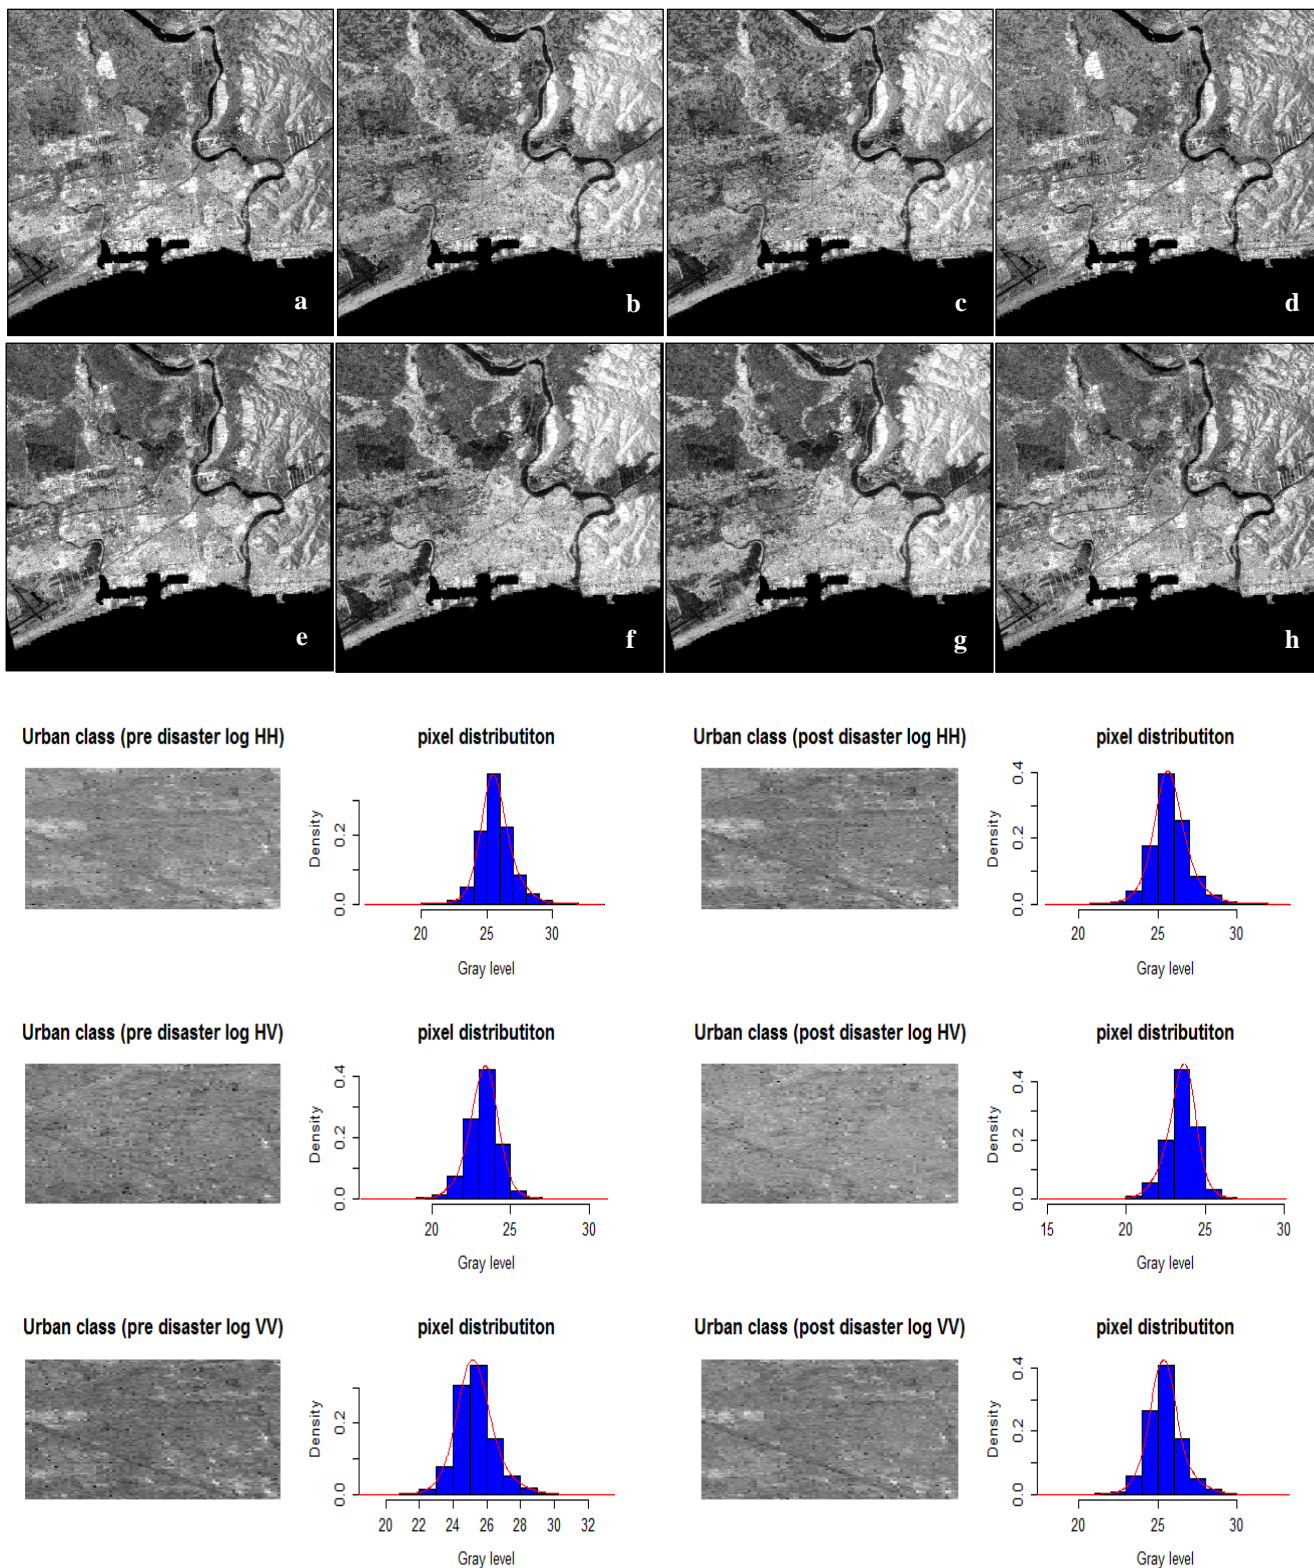 a b c d
e f g h
Urban class (pre disaster log HH)
pixel distributiton
Density
0.0 0.2
20 25 30
Gray level
Urban class (post disaster log HH)
pixel distributiton
Density
0.0 0.2 0.4
20 25 30
Gray level
Urban class (pre disaster log HV)
pixel distributiton
Density
0.0 0.2 0.4
20 25 30
Gray level
Urban class (post disaster log HV)
pixel distributiton
Density
0.0 0.2 0.4
15 20 25 30
Gray level
Urban class (pre disaster log VV)
pixel distributiton
Density
0.0 0.2
20 22 24 26 28 30 32
Gray level
Urban class (post disaster log VV)
pixel distributiton
Density
0.0 0.2 0.4
20 25 30
Gray level